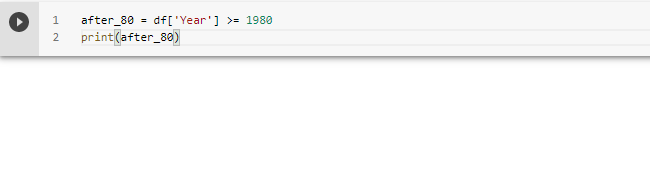 1 after_80 = df['Year'] >= 1980
2 print(after_80)